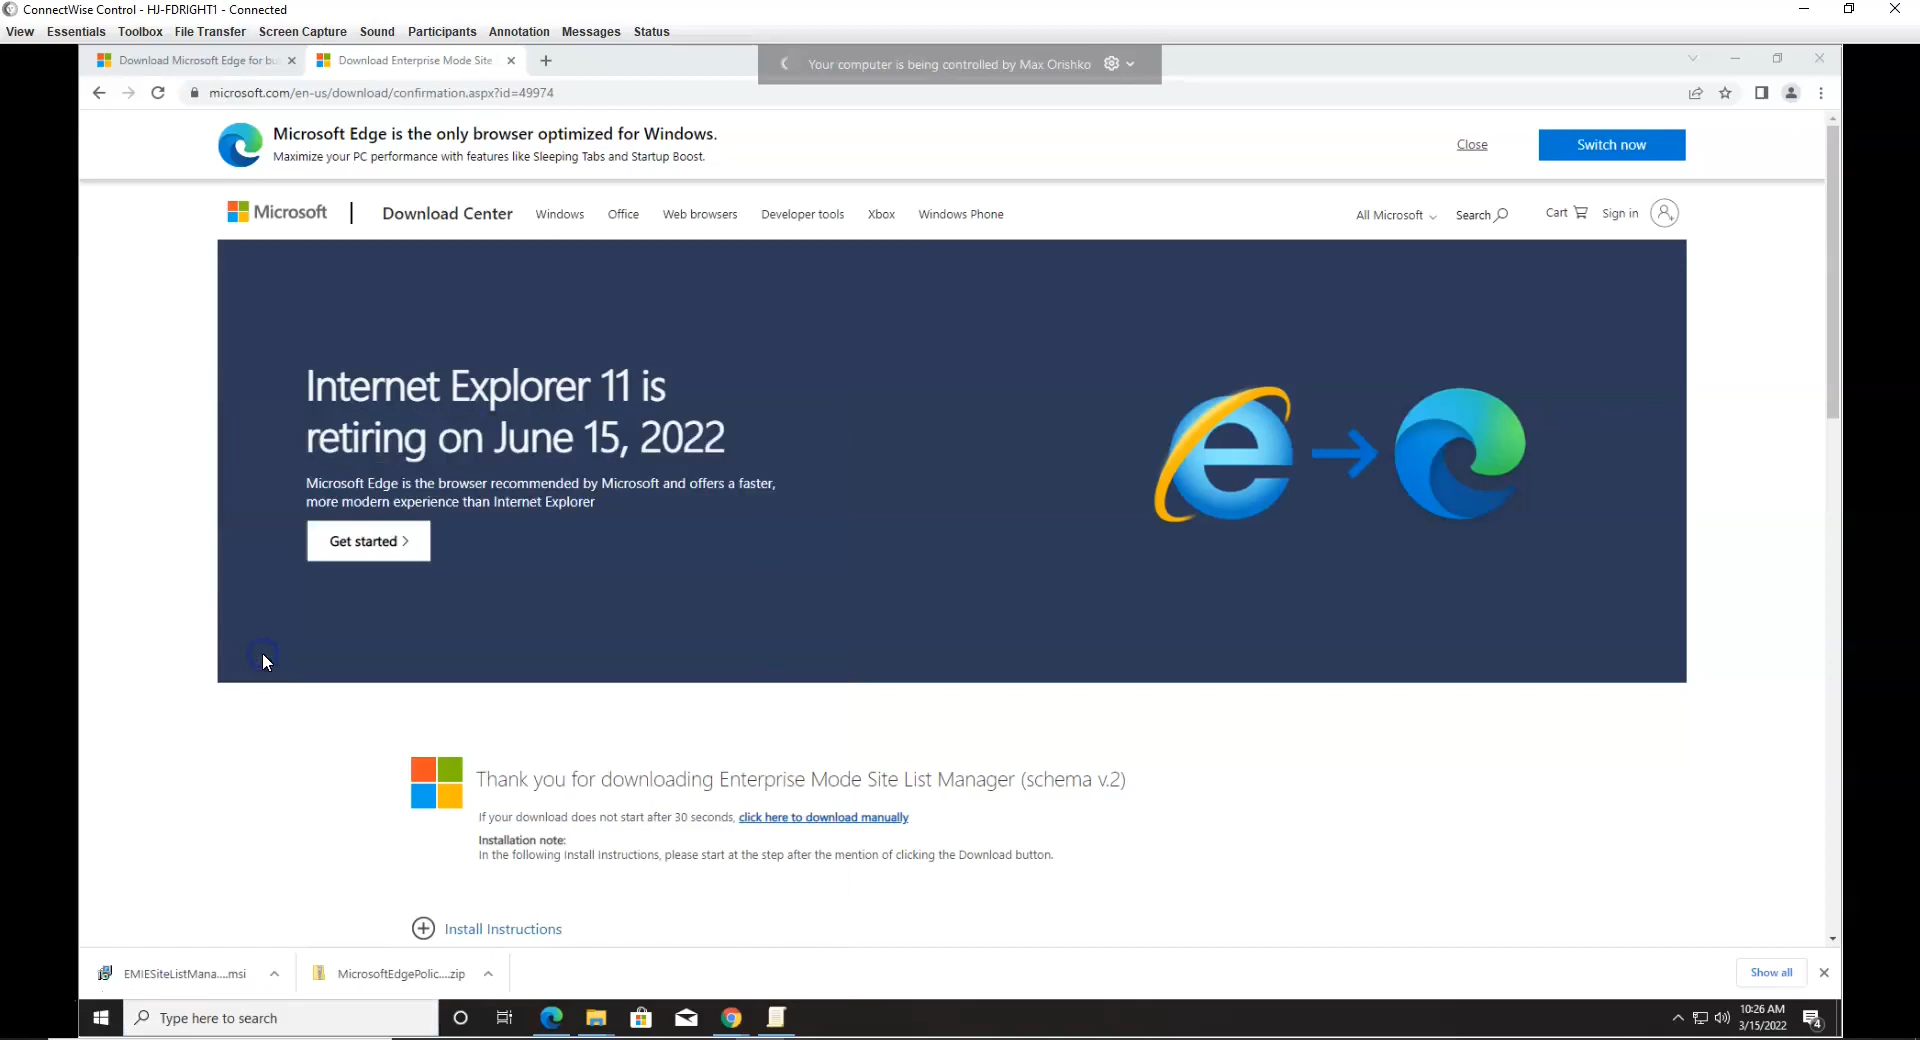 ConnectWise Control - HJ-FDRIGHT1 - Connected
View Essentials Toolbox File Transfer Screen Capture Sound Participants Annotation Messages Status
Download Microsoft Edge for bu
Download Enterprise Mode Site
Your computer is being controlled by Max Orishko
microsoft.com/en-us/download/confirmation.aspx?id=49974
Microsoft Edge is the only browser optimized for Windows.
Maximize your PC performance with features like Sleeping Tabs and Startup Boost.
Close
Switch now
Microsoft
Download Center Windows Office Web browsers Developer tools Xbox Windows Phone
All Microsoft Search Cart Sign in
Internet Explorer 11 is
retiring on June 15, 2022
Microsoft Edge is the browser recommended by Microsoft and offers a faster,
more modern experience than Internet Explorer
Get started >
Thank you for downloading Enterprise Mode Site List Manager (schema v.2)
If your download does not start after 30 seconds, click here to download manually
Installation note:
In the following Install Instructions, please start at the step after the mention of clicking the Download button.
Install Instructions
EMIESiteListMana....msi
MicrosoftEdgePolic....zip
Show all
Type here to search
10:26 AM
3/15/2022
4